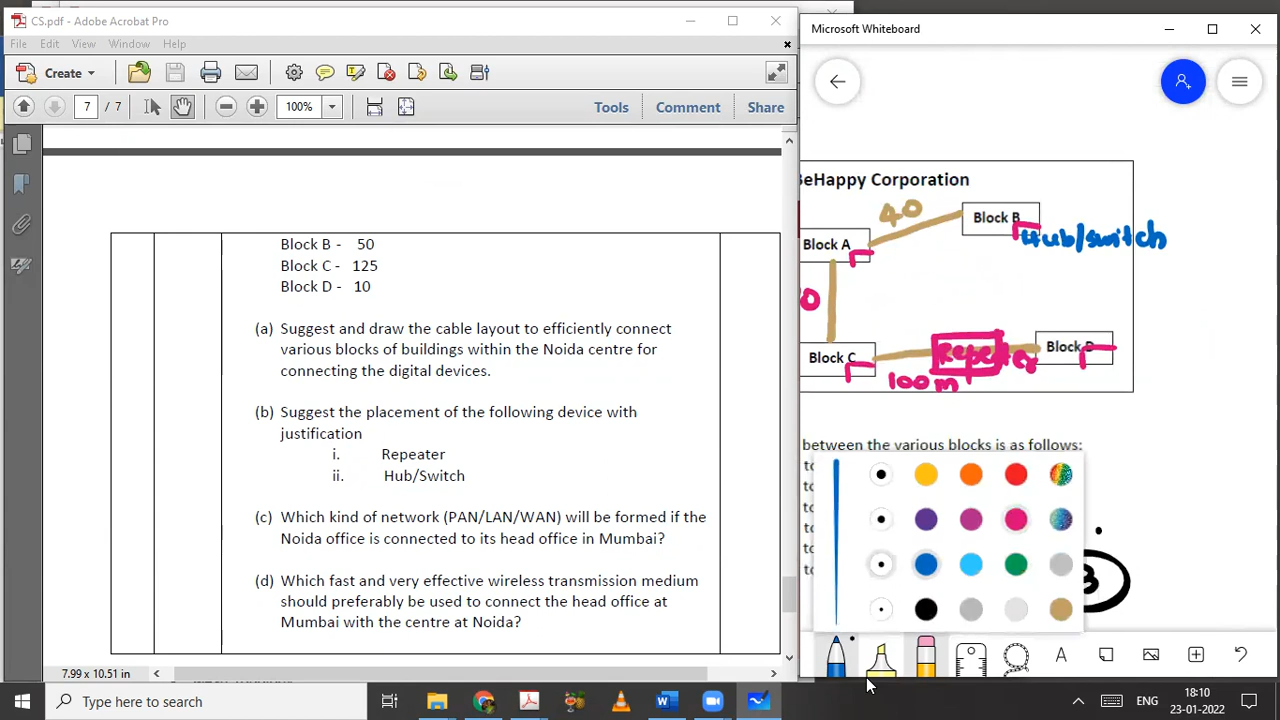 CS.pdf - Adobe Acrobat Pro
File Edit View Window Help
Create
7 / 7
100%
Tools
Comment
Share
Block B - 50
Block C - 125
Block D - 10
(a) Suggest and draw the cable layout to efficiently connect
various blocks of buildings within the Noida centre for
connecting the digital devices.
(b) Suggest the placement of the following device with
justification
i. Repeater
ii. Hub/Switch
(c) Which kind of network (PAN/LAN/WAN) will be formed if the
Noida office is connected to its head office in Mumbai?
(d) Which fast and very effective wireless transmission medium
should preferably be used to connect the head office at
Mumbai with the centre at Noida?
7.99 x 10.51 in
Microsoft Whiteboard
BeHappy Corporation
40
Block B
Hub/switch
Block A
0
Block C
Repeater
Block D
100 m
between the various blocks is as follows:
A
Type here to search
ENG
18:10
23-01-2022